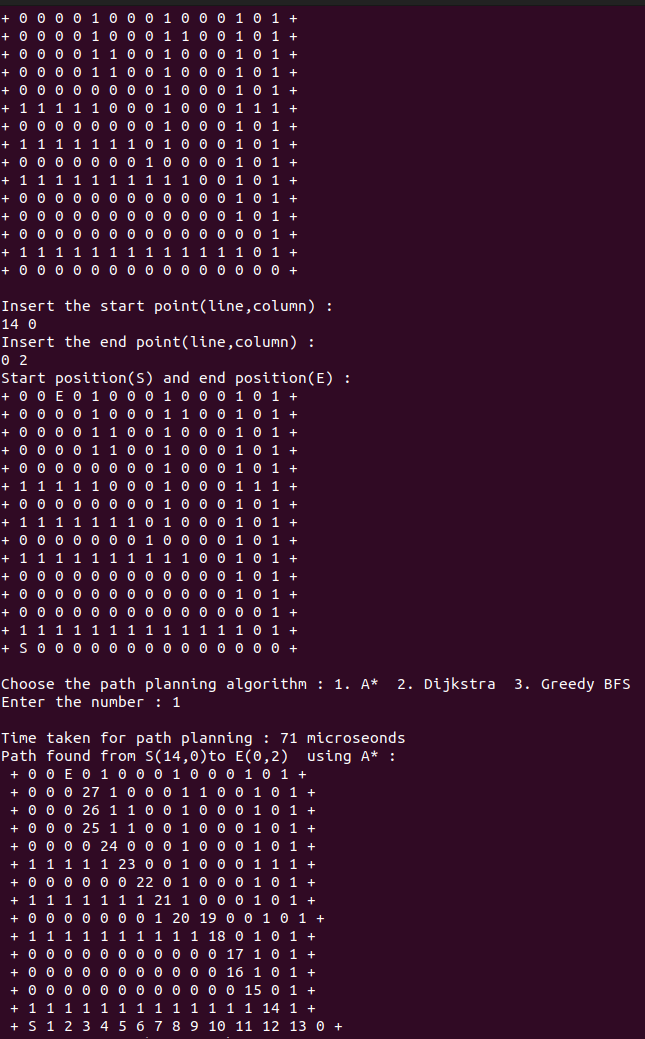 + 0 0 0 0 1 0 0 0 1 0 0 0 1 0 1 +
+ 0 0 0 0 1 0 0 0 1 1 0 0 1 0 1 +
+ 0 0 0 0 1 1 0 0 1 0 0 0 1 0 1 +
+ 0 0 0 0 1 1 0 0 1 0 0 0 1 0 1 +
+ 0 0 0 0 0 0 0 0 1 0 0 0 1 0 1 +
+ 1 1 1 1 1 0 0 0 1 0 0 0 1 1 1 +
+ 0 0 0 0 0 0 0 0 1 0 0 0 1 0 1 +
+ 1 1 1 1 1 1 1 0 1 0 0 0 1 0 1 +
+ 0 0 0 0 0 0 0 1 0 0 0 0 1 0 1 +
+ 1 1 1 1 1 1 1 1 1 1 0 0 1 0 1 +
+ 0 0 0 0 0 0 0 0 0 0 0 0 1 0 1 +
+ 0 0 0 0 0 0 0 0 0 0 0 0 1 0 1 +
+ 0 0 0 0 0 0 0 0 0 0 0 0 0 0 1 +
+ 1 1 1 1 1 1 1 1 1 1 1 1 1 0 1 +
+ 0 0 0 0 0 0 0 0 0 0 0 0 0 0 0 +
Insert the start point(line,column) :
14 0
Insert the end point(line,column) :
0 2
Start position(S) and end position(E) :
+ 0 0 E 0 1 0 0 0 1 0 0 0 1 0 1 +
+ 0 0 0 0 1 0 0 0 1 1 0 0 1 0 1 +
+ 0 0 0 0 1 1 0 0 1 0 0 0 1 0 1 +
+ 0 0 0 0 1 1 0 0 1 0 0 0 1 0 1 +
+ 0 0 0 0 0 0 0 0 1 0 0 0 1 0 1 +
+ 1 1 1 1 1 0 0 0 1 0 0 0 1 1 1 +
+ 0 0 0 0 0 0 0 0 1 0 0 0 1 0 1 +
+ 1 1 1 1 1 1 1 0 1 0 0 0 1 0 1 +
+ 0 0 0 0 0 0 0 1 0 0 0 0 1 0 1 +
+ 1 1 1 1 1 1 1 1 1 1 0 0 1 0 1 +
+ 0 0 0 0 0 0 0 0 0 0 0 0 1 0 1 +
+ 0 0 0 0 0 0 0 0 0 0 0 0 1 0 1 +
+ 0 0 0 0 0 0 0 0 0 0 0 0 0 0 1 +
+ 1 1 1 1 1 1 1 1 1 1 1 1 1 0 1 +
+ S 0 0 0 0 0 0 0 0 0 0 0 0 0 0 +
Choose the path planning algorithm : 1. A*  2. Dijkstra  3. Greedy BFS
Enter the number : 1
Time taken for path planning : 71 microseonds
Path found from S(14,0)to E(0,2)  using A* :
+ 0 0 E 0 1 0 0 0 1 0 0 0 1 0 1 +
+ 0 0 0 27 1 0 0 0 1 1 0 0 1 0 1 +
+ 0 0 0 26 1 1 0 0 1 0 0 0 1 0 1 +
+ 0 0 0 25 1 1 0 0 1 0 0 0 1 0 1 +
+ 0 0 0 0 24 0 0 0 1 0 0 0 1 0 1 +
+ 1 1 1 1 1 23 0 0 1 0 0 0 1 1 1 +
+ 0 0 0 0 0 0 22 0 1 0 0 0 1 0 1 +
+ 1 1 1 1 1 1 1 21 1 0 0 0 1 0 1 +
+ 0 0 0 0 0 0 0 1 20 19 0 0 1 0 1 +
+ 1 1 1 1 1 1 1 1 1 1 18 0 1 0 1 +
+ 0 0 0 0 0 0 0 0 0 0 0 17 1 0 1 +
+ 0 0 0 0 0 0 0 0 0 0 0 16 1 0 1 +
+ 0 0 0 0 0 0 0 0 0 0 0 0 15 0 1 +
+ 1 1 1 1 1 1 1 1 1 1 1 1 1 14 1 +
+ S 1 2 3 4 5 6 7 8 9 10 11 12 13 0 +